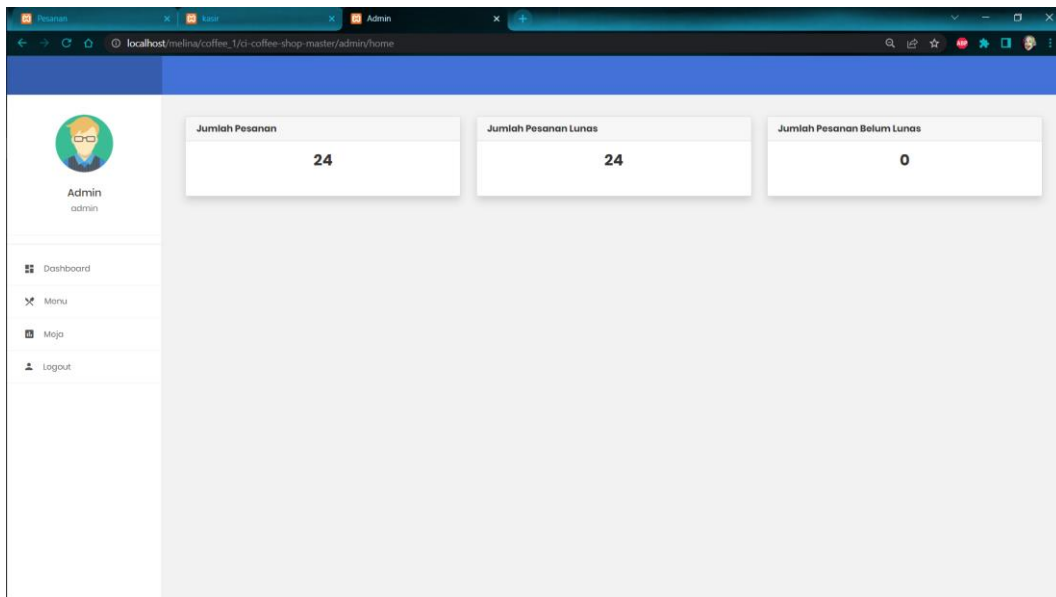 Pesanan
kasir
Admin
localhost/melina/coffee_1/ci-coffee-shop-master/admin/home
ABP
Jumlah Pesanan
24
Jumlah Pesanan Lunas
24
Jumlah Pesanan Belum Lunas
0
Admin
admin
Dashboard
Menu
Meja
Logout